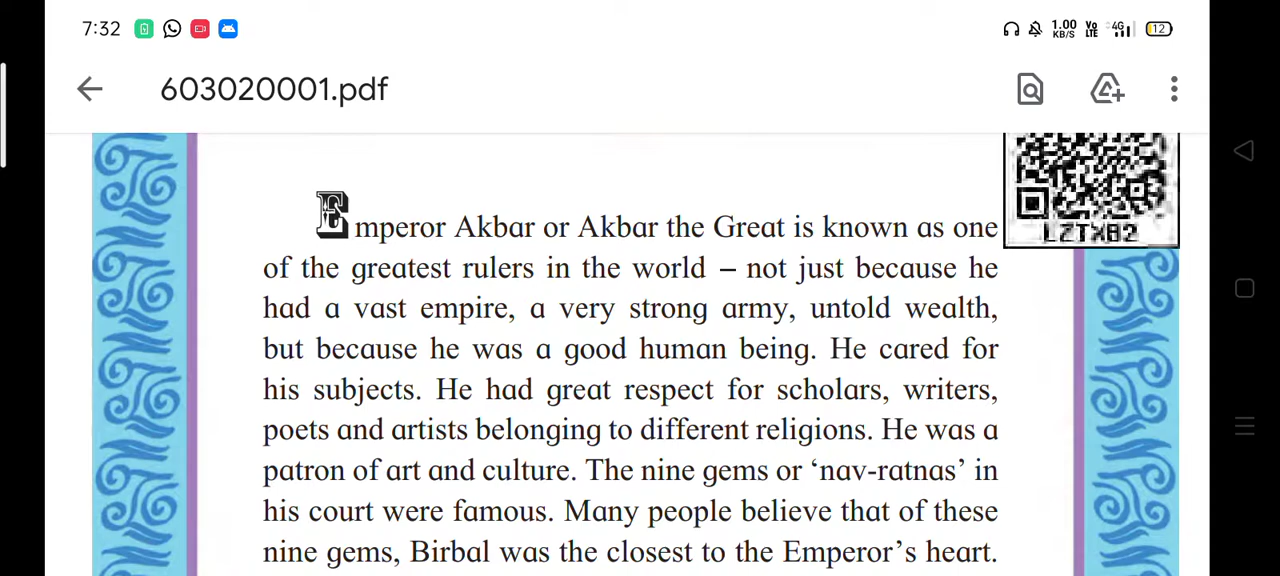 7:32
1.00 KB/S Vo LTE 4G 12
603020001.pdf
LZTXB2
Emperor Akbar or Akbar the Great is known as one
of the greatest rulers in the world – not just because he
had a vast empire, a very strong army, untold wealth,
but because he was a good human being. He cared for
his subjects. He had great respect for scholars, writers,
poets and artists belonging to different religions. He was a
patron of art and culture. The nine gems or ‘nav-ratnas’ in
his court were famous. Many people believe that of these
nine gems, Birbal was the closest to the Emperor’s heart.